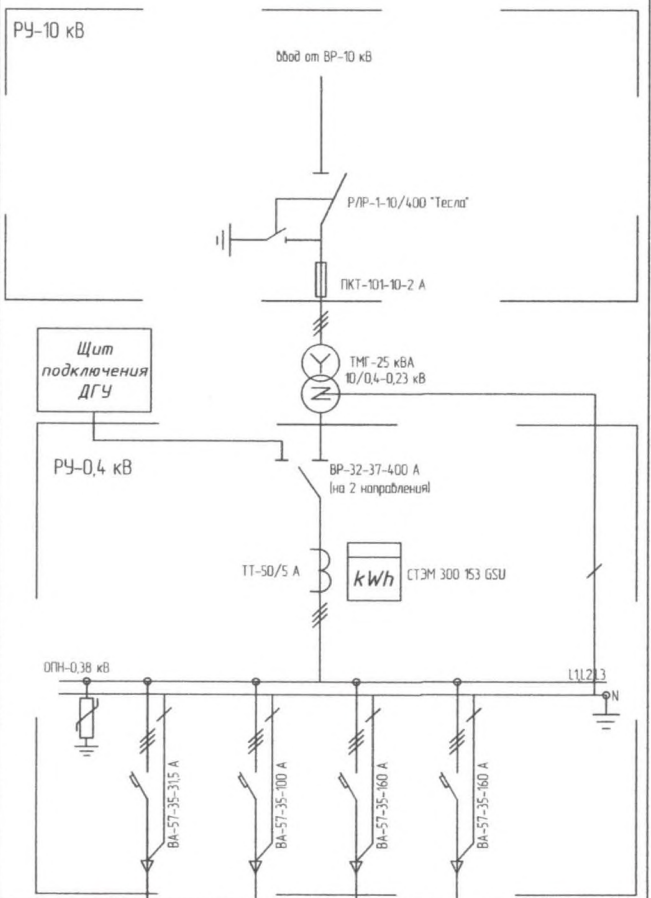 РУ-10 кВ
ввод от ВР-10 кВ
РЛР-1-10/400 "Тесла"
ПКТ-101-10-2 А
ТМГ-25 кВА
10/0,4-0,23 кВ
Щит
подключения
ДГУ
РУ-0,4 кВ
ВР-32-37-400 А
(на 2 направления)
ТТ-50/5 А
kWh
СТЭМ 300 153 GSU
ОПН-0,38 кВ
L1,L2,L3
N
ВА-57-35-31,5 А
ВА-57-35-100 А
ВА-57-35-160 А
ВА-57-35-160 А